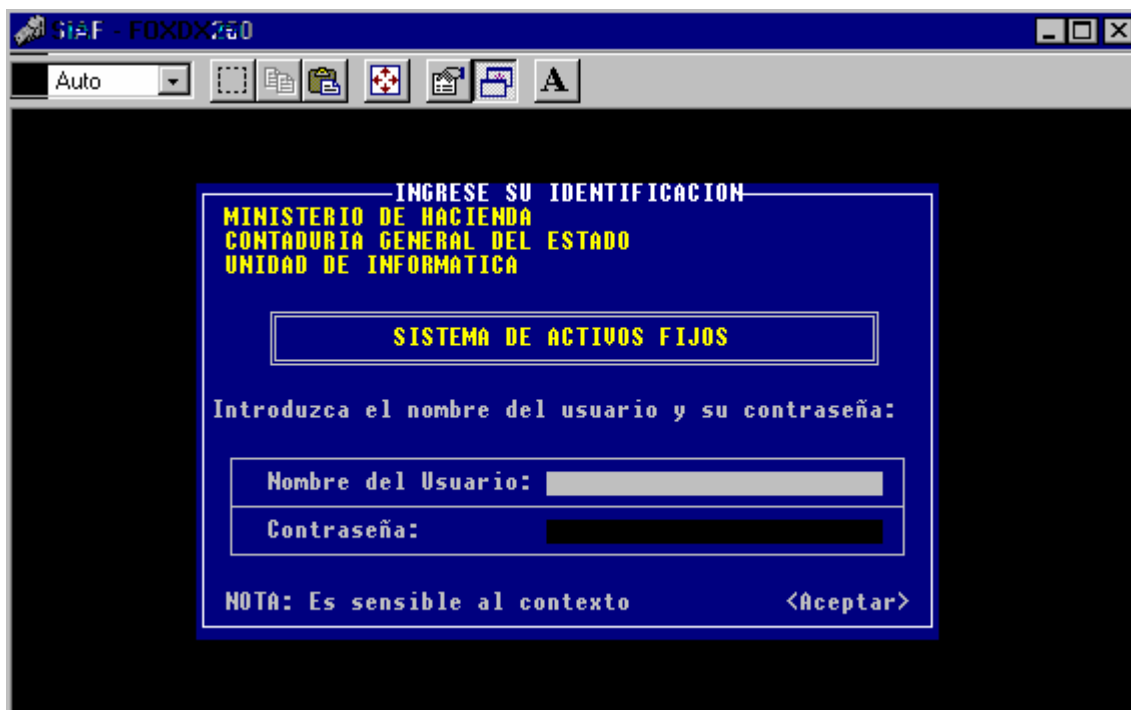 SIAF - FOXDX260
Auto
A
INGRESE SU IDENTIFICACION
MINISTERIO DE HACIENDA
CONTADURIA GENERAL DEL ESTADO
UNIDAD DE INFORMATICA
SISTEMA DE ACTIVOS FIJOS
Introduzca el nombre del usuario y su contraseña:
Nombre del Usuario:
Contraseña:
NOTA: Es sensible al contexto <Aceptar>